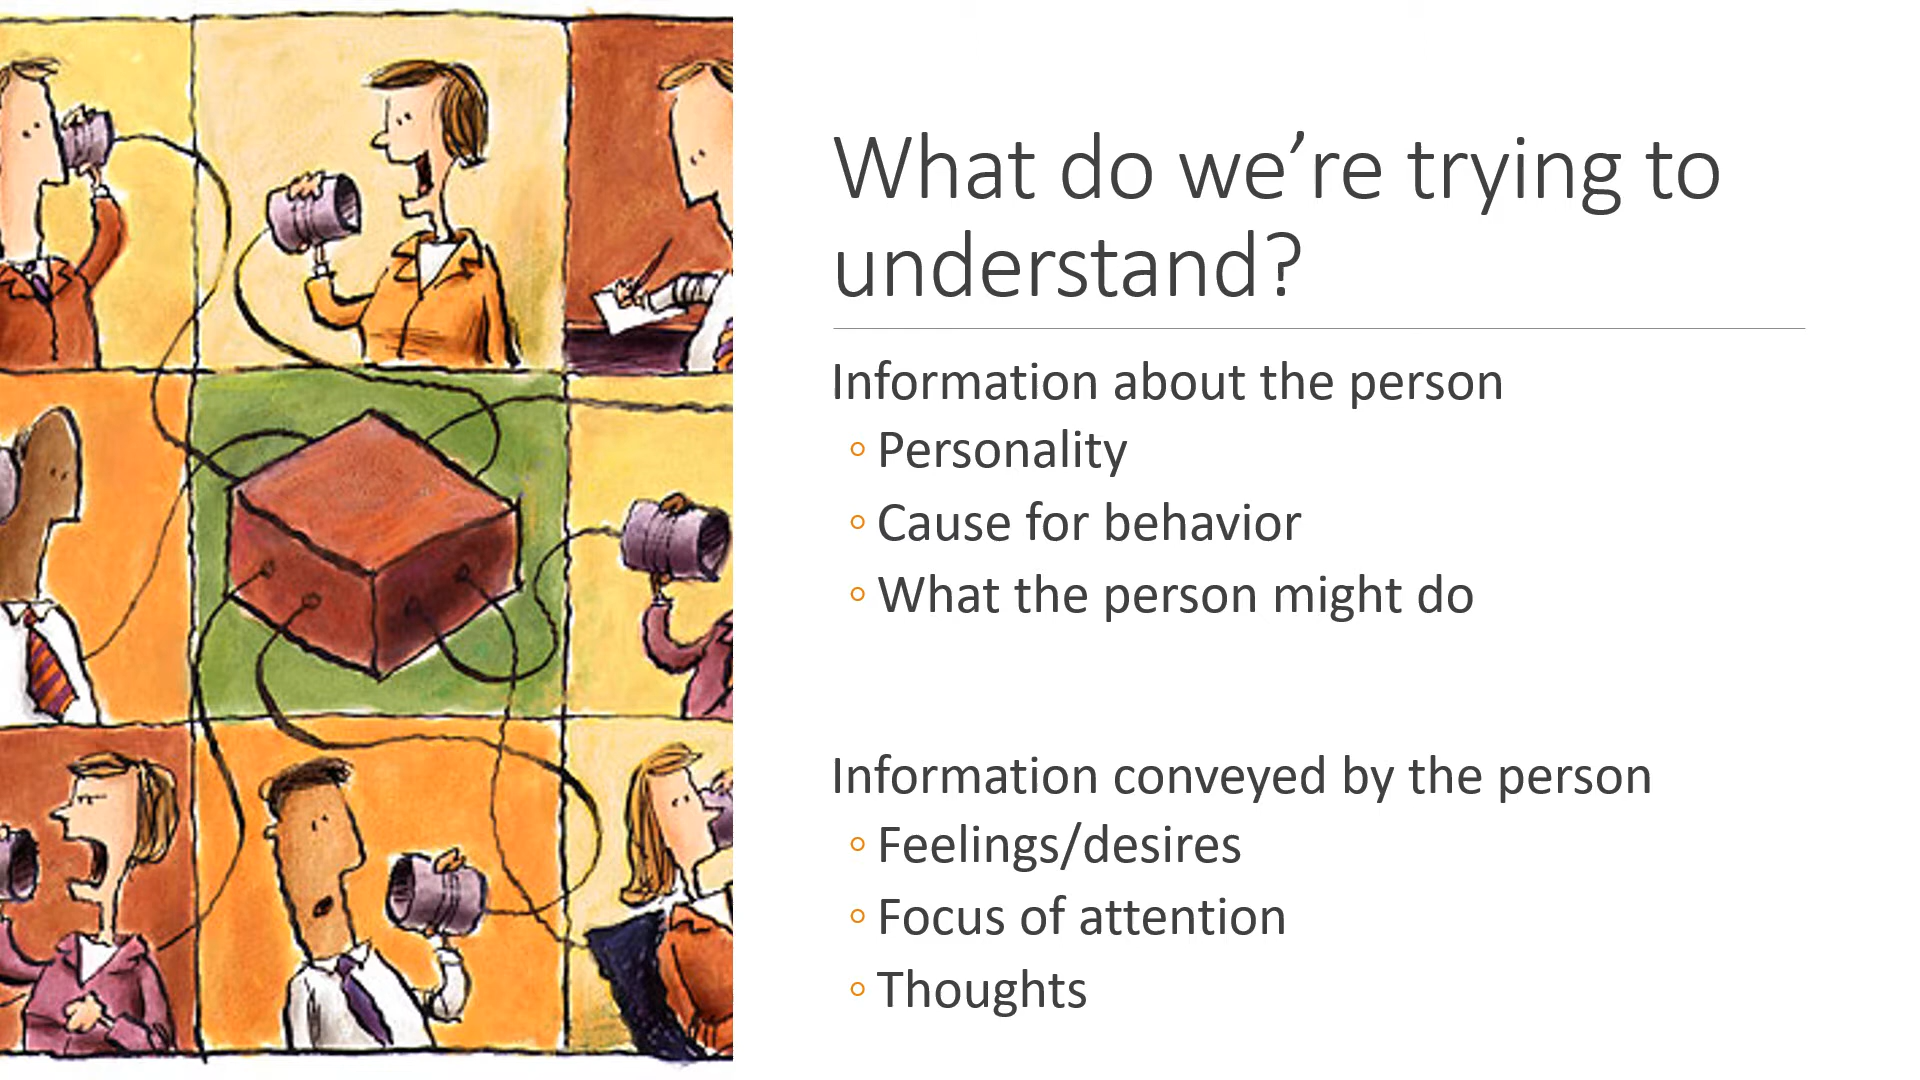 What do we’re trying to
understand?
Information about the person
◦ Personality
◦ Cause for behavior
◦ What the person might do
Information conveyed by the person
◦ Feelings/desires
◦ Focus of attention
◦ Thoughts